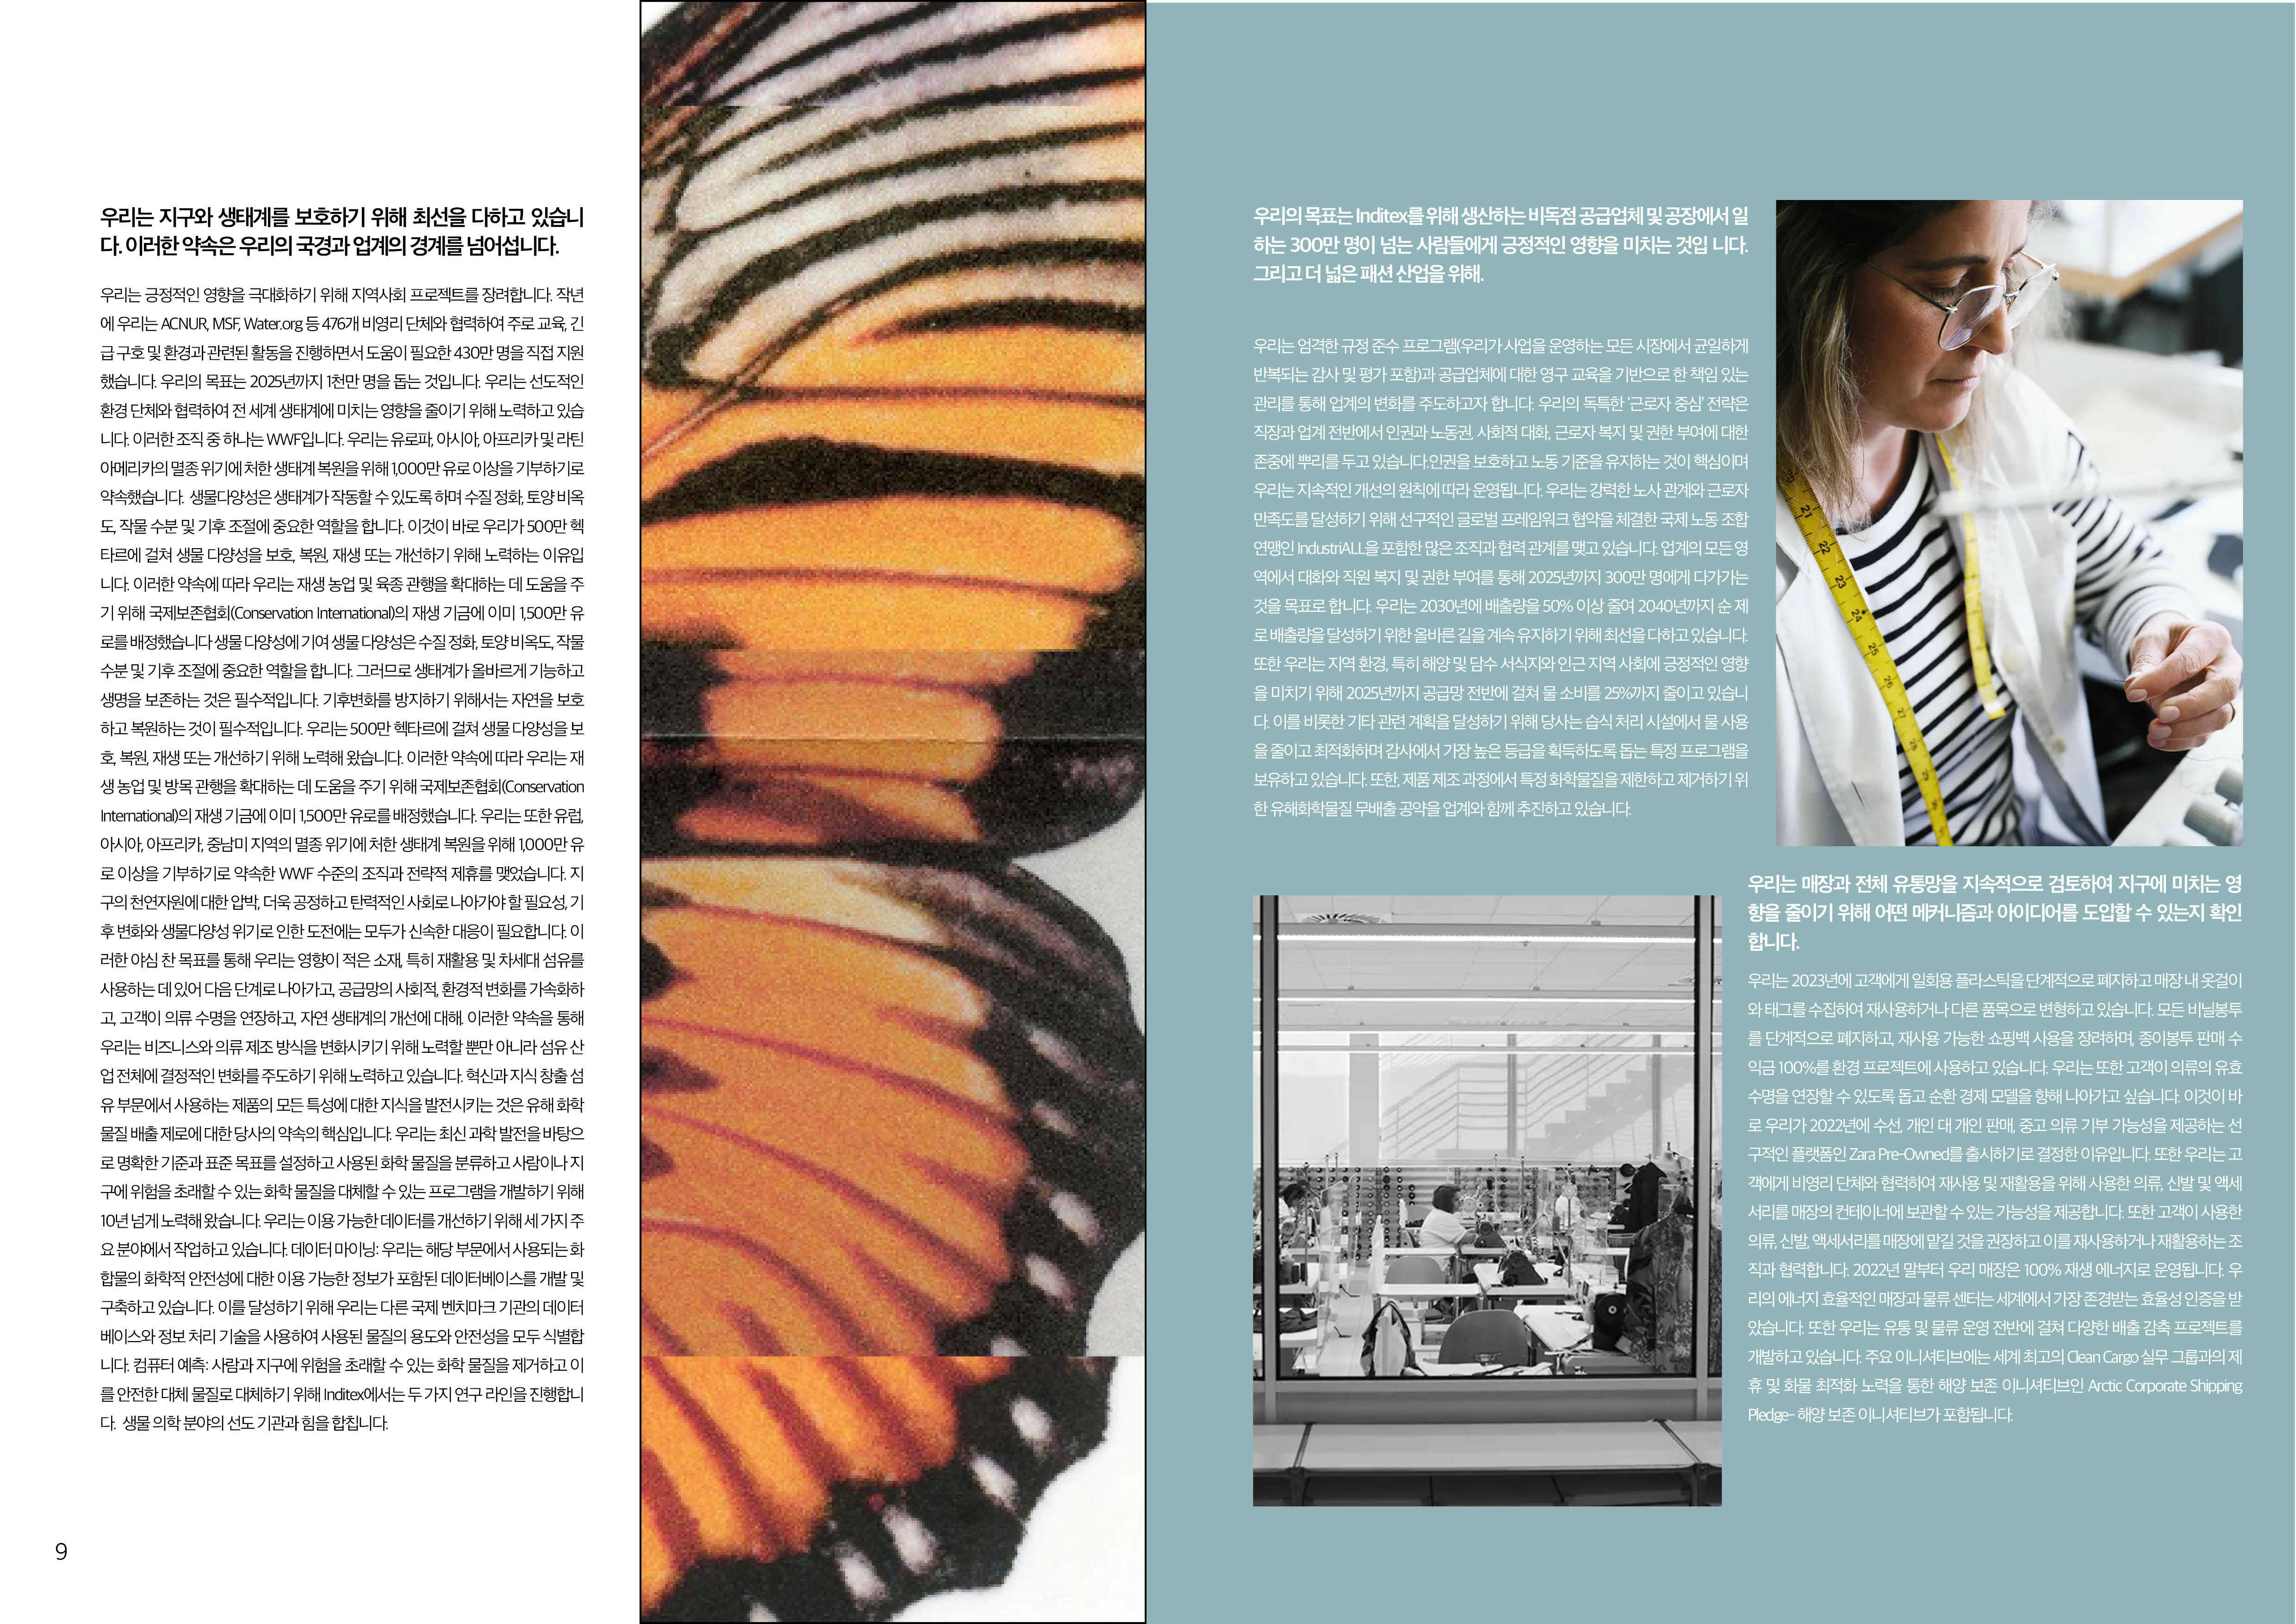 우리는 지구와 생태계를 보호하기 위해 최선을 다하고 있습니
다. 이러한 약속은 우리의 국경과 업계의 경계를 넘어섭니다.
우리는 긍정적인 영향을 극대화하기 위해 지역사회 프로젝트를 장려합니다. 작년
에 우리는 ACNUR, MSF, Water.org 등 476개 비영리 단체와 협력하여 주로 교육, 긴
급 구호 및 환경과 관련된 활동을 진행하면서 도움이 필요한 430만 명을 직접 지원
했습니다. 우리의 목표는 2025년까지 1천만 명을 돕는 것입니다. 우리는 선도적인
환경 단체와 협력하여 전 세계 생태계에 미치는 영향을 줄이기 위해 노력하고 있습
니다. 이러한 조직 중 하나는 WWF입니다. 우리는 유로파, 아시아, 아프리카 및 라틴
아메리카의 멸종 위기에 처한 생태계 복원을 위해 1,000만 유로 이상을 기부하기로
약속했습니다. 생물다양성은 생태계가 작동할 수 있도록 하며 수질 정화, 토양 비옥
도, 작물 수분 및 기후 조절에 중요한 역할을 합니다. 이것이 바로 우리가 500만 헥
타르에 걸쳐 생물 다양성을 보호, 복원, 재생 또는 개선하기 위해 노력하는 이유입
니다. 이러한 약속에 따라 우리는 재생 농업 및 육종 관행을 확대하는 데 도움을 주
기 위해 국제보존협회(Conservation International)의 재생 기금에 이미 1,500만 유
로를 배정했습니다 생물 다양성에 기여 생물 다양성은 수질 정화, 토양 비옥도, 작물
수분 및 기후 조절에 중요한 역할을 합니다. 그러므로 생태계가 올바르게 기능하고
생명을 보존하는 것은 필수적입니다. 기후변화를 방지하기 위해서는 자연을 보호
하고 복원하는 것이 필수적입니다. 우리는 500만 헥타르에 걸쳐 생물 다양성을 보
호, 복원, 재생 또는 개선하기 위해 노력해 왔습니다. 이러한 약속에 따라 우리는 재
생 농업 및 방목 관행을 확대하는 데 도움을 주기 위해 국제보존협회(Conservation
International)의 재생 기금에 이미 1,500만 유로를 배정했습니다. 우리는 또한 유럽,
아시아, 아프리카, 중남미 지역의 멸종 위기에 처한 생태계 복원을 위해 1,000만 유
로 이상을 기부하기로 약속한 WWF 수준의 조직과 전략적 제휴를 맺었습니다. 지
구의 천연자원에 대한 압박, 더욱 공정하고 탄력적인 사회로 나아가야 할 필요성, 기
후 변화와 생물다양성 위기로 인한 도전에는 모두가 신속한 대응이 필요합니다. 이
러한 야심 찬 목표를 통해 우리는 영향이 적은 소재, 특히 재활용 및 차세대 섬유를
사용하는 데 있어 다음 단계로 나아가고, 공급망의 사회적, 환경적 변화를 가속화하
고, 고객이 의류 수명을 연장하고, 자연 생태계의 개선에 대해. 이러한 약속을 통해
우리는 비즈니스와 의류 제조 방식을 변화시키기 위해 노력할 뿐만 아니라 섬유 산
업 전체에 결정적인 변화를 주도하기 위해 노력하고 있습니다. 혁신과 지식 창출 섬
유 부문에서 사용하는 제품의 모든 특성에 대한 지식을 발전시키는 것은 유해 화학
물질 배출 제로에 대한 당사의 약속의 핵심입니다. 우리는 최신 과학 발전을 바탕으
로 명확한 기준과 표준 목표를 설정하고 사용된 화학 물질을 분류하고 사람이나 지
구에 위험을 초래할 수 있는 화학 물질을 대체할 수 있는 프로그램을 개발하기 위해
10년 넘게 노력해 왔습니다. 우리는 이용 가능한 데이터를 개선하기 위해 세 가지 주
요 분야에서 작업하고 있습니다. 데이터 마이닝: 우리는 해당 부문에서 사용되는 화
합물의 화학적 안전성에 대한 이용 가능한 정보가 포함된 데이터베이스를 개발 및
구축하고 있습니다. 이를 달성하기 위해 우리는 다른 국제 벤치마크 기관의 데이터
베이스와 정보 처리 기술을 사용하여 사용된 물질의 용도와 안전성을 모두 식별합
니다. 컴퓨터 예측: 사람과 지구에 위험을 초래할 수 있는 화학 물질을 제거하고 이
를 안전한 대체 물질로 대체하기 위해 Inditex에서는 두 가지 연구 라인을 진행합니
다. 생물 의학 분야의 선도 기관과 힘을 합칩니다.
9
우리의 목표는 Inditex를 위해 생산하는 비독점 공급업체 및 공장에서 일
하는 300만 명이 넘는 사람들에게 긍정적인 영향을 미치는 것입 니다.
그리고 더 넓은 패션 산업을 위해.
우리는 엄격한 규정 준수 프로그램(우리가 사업을 운영하는 모든 시장에서 균일하게
반복되는 감사 및 평가 포함)과 공급업체에 대한 영구 교육을 기반으로 한 책임 있는
관리를 통해 업계의 변화를 주도하고자 합니다. 우리의 독특한 ‘근로자 중심’ 전략은
직장과 업계 전반에서 인권과 노동권, 사회적 대화, 근로자 복지 및 권한 부여에 대한
존중에 뿌리를 두고 있습니다.인권을 보호하고 노동 기준을 유지하는 것이 핵심이며
우리는 지속적인 개선의 원칙에 따라 운영됩니다. 우리는 강력한 노사 관계와 근로자
만족도를 달성하기 위해 선구적인 글로벌 프레임워크 협약을 체결한 국제 노동 조합
연맹인 IndustriALL을 포함한 많은 조직과 협력 관계를 맺고 있습니다. 업계의 모든 영
역에서 대화와 직원 복지 및 권한 부여를 통해 2025년까지 300만 명에게 다가가는
것을 목표로 합니다. 우리는 2030년에 배출량을 50% 이상 줄여 2040년까지 순 제
로 배출량을 달성하기 위한 올바른 길을 계속 유지하기 위해 최선을 다하고 있습니다.
또한 우리는 지역 환경, 특히 해양 및 담수 서식지와 인근 지역 사회에 긍정적인 영향
을 미치기 위해 2025년까지 공급망 전반에 걸쳐 물 소비를 25%까지 줄이고 있습니
다. 이를 비롯한 기타 관련 계획을 달성하기 위해 당사는 습식 처리 시설에서 물 사용
을 줄이고 최적화하며 감사에서 가장 높은 등급을 획득하도록 돕는 특정 프로그램을
보유하고 있습니다. 또한, 제품 제조 과정에서 특정 화학물질을 제한하고 제거하기 위
한 유해화학물질 무배출 공약을 업계와 함께 추진하고 있습니다.
우리는 매장과 전체 유통망을 지속적으로 검토하여 지구에 미치는 영
향을 줄이기 위해 어떤 메커니즘과 아이디어를 도입할 수 있는지 확인
합니다.
우리는 2023년에 고객에게 일회용 플라스틱을 단계적으로 폐지하고 매장 내 옷걸이
와 태그를 수집하여 재사용하거나 다른 품목으로 변형하고 있습니다. 모든 비닐봉투
를 단계적으로 폐지하고, 재사용 가능한 쇼핑백 사용을 장려하며, 종이봉투 판매 수
익금 100%를 환경 프로젝트에 사용하고 있습니다. 우리는 또한 고객이 의류의 유효
수명을 연장할 수 있도록 돕고 순환 경제 모델을 향해 나아가고 싶습니다. 이것이 바
로 우리가 2022년에 수선, 개인 대 개인 판매, 중고 의류 기부 가능성을 제공하는 선
구적인 플랫폼인 Zara Pre-Owned를 출시하기로 결정한 이유입니다. 또한 우리는 고
객에게 비영리 단체와 협력하여 재사용 및 재활용을 위해 사용한 의류, 신발 및 액세
서리를 매장의 컨테이너에 보관할 수 있는 가능성을 제공합니다. 또한 고객이 사용한
의류, 신발, 액세서리를 매장에 맡길 것을 권장하고 이를 재사용하거나 재활용하는 조
직과 협력합니다. 2022년 말부터 우리 매장은 100% 재생 에너지로 운영됩니다. 우
리의 에너지 효율적인 매장과 물류 센터는 세계에서 가장 존경받는 효율성 인증을 받
았습니다. 또한 우리는 유통 및 물류 운영 전반에 걸쳐 다양한 배출 감축 프로젝트를
개발하고 있습니다. 주요 이니셔티브에는 세계 최고의 Clean Cargo 실무 그룹과의 제
휴 및 화물 최적화 노력을 통한 해양 보존 이니셔티브인 Arctic Corporate Shipping
Pledge- 해양 보존 이니셔티브가 포함됩니다.
21
22
23
24
25
26